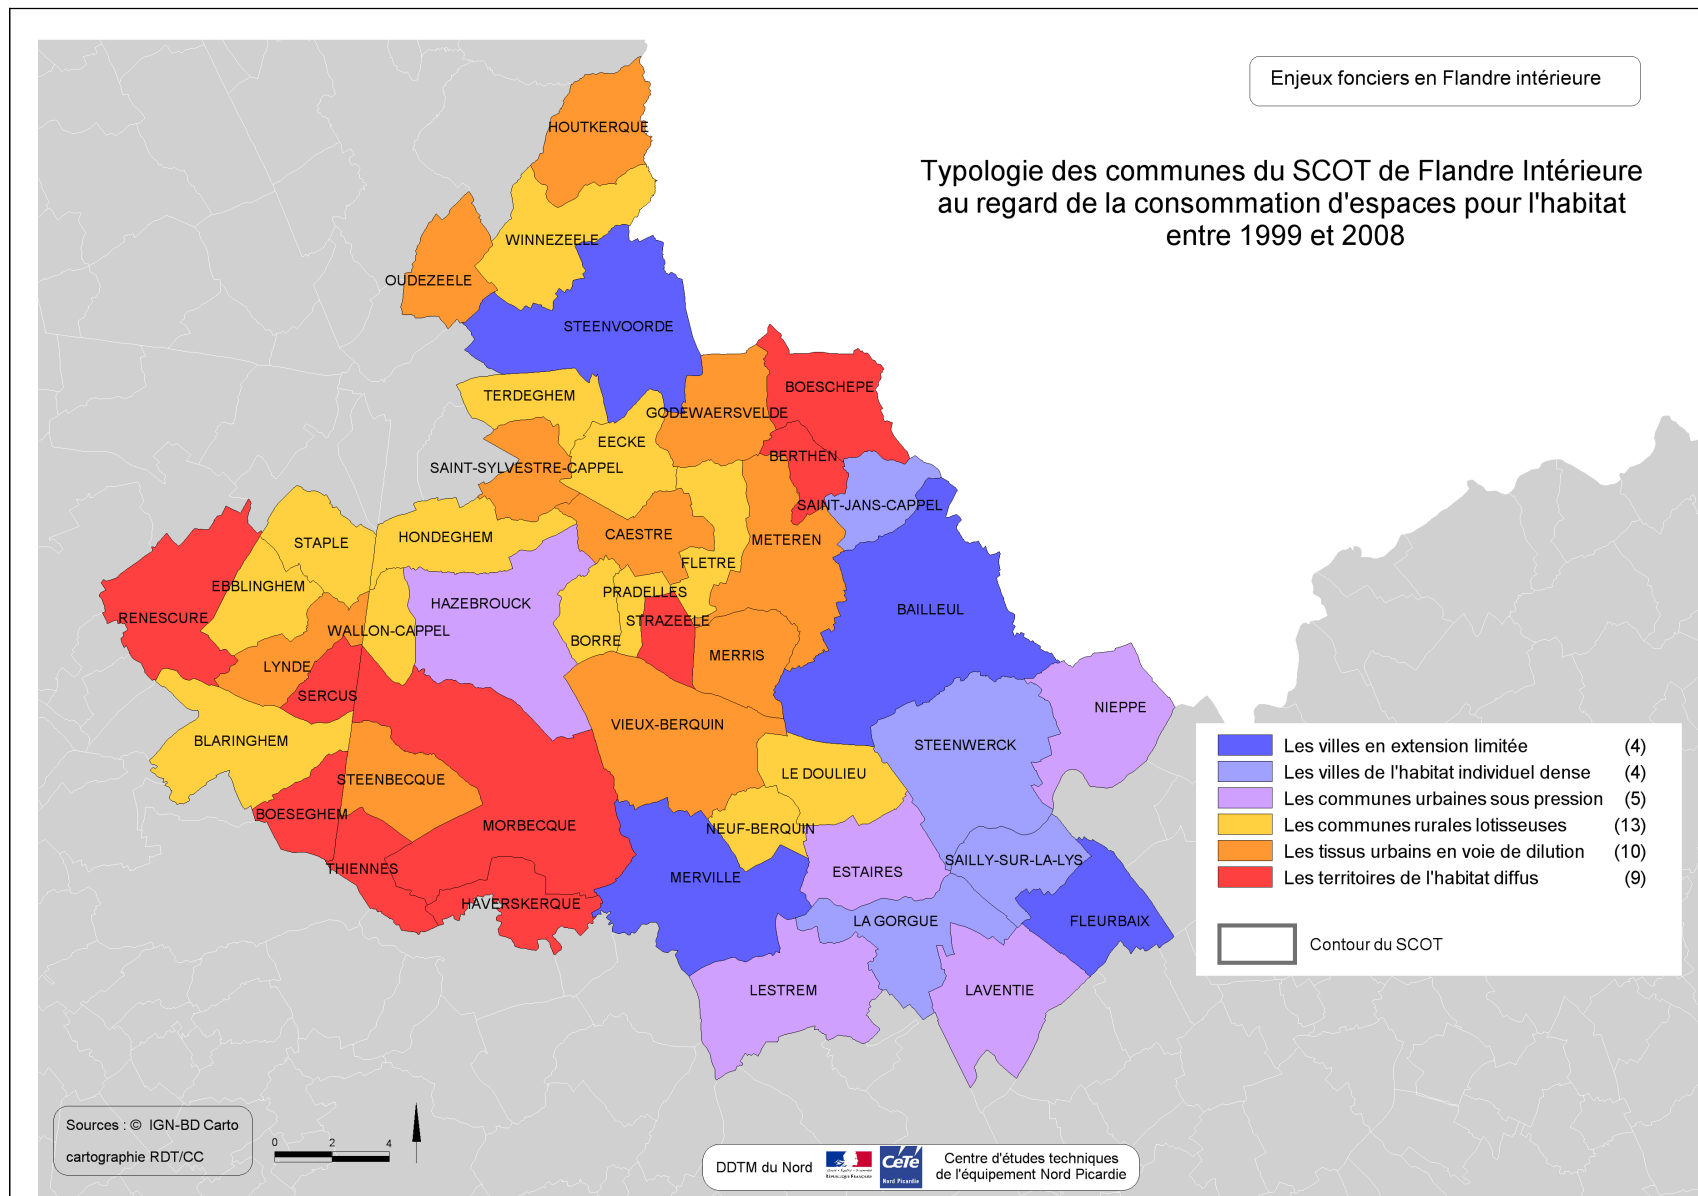 Enjeux fonciers en Flandre intérieure
Typologie des communes du SCOT de Flandre Intérieure
au regard de la consommation d'espaces pour l'habitat
entre 1999 et 2008
HOUTKERQUE
WINNEZEELE
OUDEZEELE
STEENVOORDE
BOESCHEPE
TERDEGHEM
GODEWAERSVELDE
EECKE
BERTHEN
SAINT-SYLVESTRE-CAPPEL
SAINT-JANS-CAPPEL
CAESTRE
HONDEGHEM
METEREN
STAPLE
FLETRE
EBBLINGHEM
PRADELLES
HAZEBROUCK
BAILLEUL
RENESCURE
STRAZEELE
WALLON-CAPPEL
BORRE
MERRIS
LYNDE
SERCUS
NIEPPE
VIEUX-BERQUIN
BLARINGHEM
STEENWERCK
LE DOULIEU
STEENBECQUE
BOESEGHEM
MORBECQUE
NEUF-BERQUIN
SAILLY-SUR-LA-LYS
THIENNES
ESTAIRES
MERVILLE
HAVERSKERQUE
LA GORGUE
FLEURBAIX
LESTREM
LAVENTIE
Les villes en extension limitée (4)
Les villes de l'habitat individuel dense (4)
Les communes urbaines sous pression (5)
Les communes rurales lotisseuses (13)
Les tissus urbains en voie de dilution (10)
Les territoires de l'habitat diffus (9)
Contour du SCOT
Sources : © IGN-BD Carto
cartographie RDT/CC
0 2 4
DDTM du Nord
RÉPUBLIQUE FRANÇAISE
CeTe
Nord Picardie
Centre d'études techniques
de l'équipement Nord Picardie